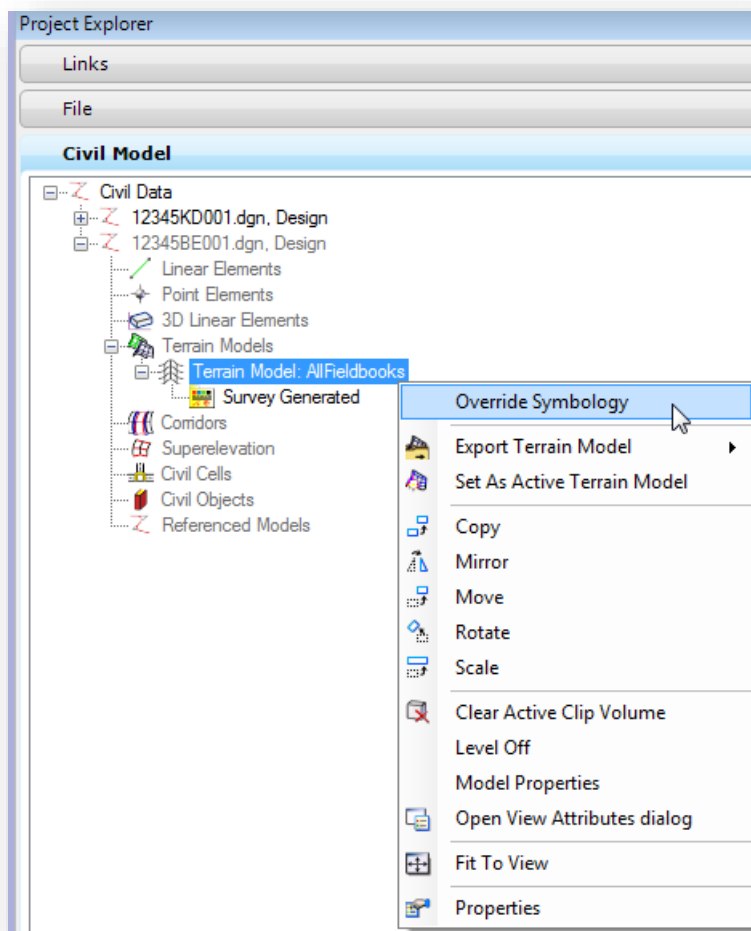 Project Explorer
Links
File
Civil Model
Civil Data
12345KD001.dgn, Design
12345BE001.dgn, Design
Linear Elements
Point Elements
3D Linear Elements
Terrain Models
Terrain Model: AllFieldbooks
Survey Generated
Corridors
Superelevation
Civil Cells
Civil Objects
Referenced Models
Override Symbology
Export Terrain Model
Set As Active Terrain Model
Copy
Mirror
Move
Rotate
Scale
Clear Active Clip Volume
Level Off
Model Properties
Open View Attributes dialog
Fit To View
Properties